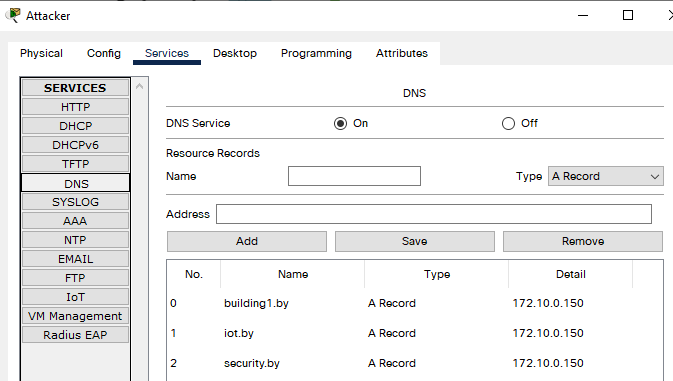 Attacker
Physical Config Services Desktop Programming Attributes
SERVICES
HTTP
DHCP
DHCPv6
TFTP
DNS
SYSLOG
AAA
NTP
EMAIL
FTP
IoT
VM Management
Radius EAP
DNS
DNS Service On Off
Resource Records
Name Type A Record
Address
Add Save Remove
No. Name Type Detail
0 building1.by A Record 172.10.0.150
1 iot.by A Record 172.10.0.150
2 security.by A Record 172.10.0.150